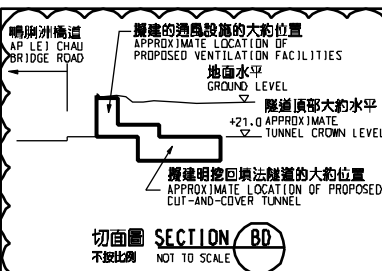 鴨脷洲橋道
AP LEI CHAU
BRIDGE ROAD
擬建的通風設施的大約位置
APPROXIMATE LOCATION OF
PROPOSED VENTILATION FACILITIES
地面水平
GROUND LEVEL
隧道頂部大約水平
+21.0 APPROXIMATE
TUNNEL CROWN LEVEL
擬建明挖回填法隧道的大約位置
APPROXIMATE LOCATION OF PROPOSED
CUT-AND-COVER TUNNEL
切面圖 SECTION BD
不按比例 NOT TO SCALE